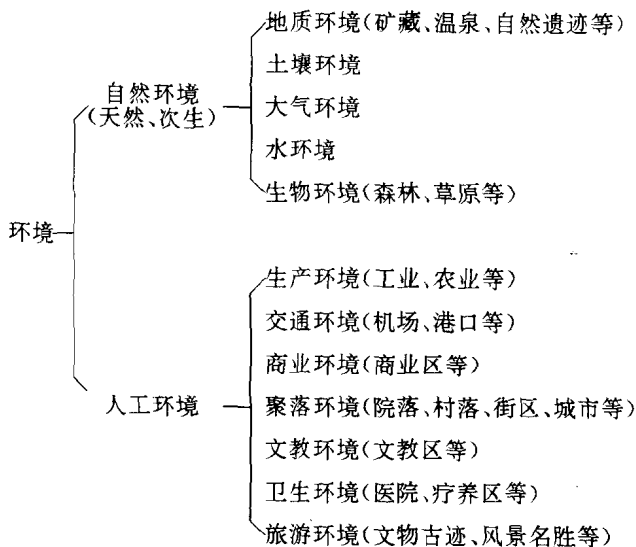 地质环境(矿藏、温泉、自然遗迹等)
土壤环境
自然环境
(天然、次生)
大气环境
水环境
生物环境(森林、草原等)
环境
生产环境(工业、农业等)
交通环境(机场、港口等)
商业环境(商业区等)
人工环境
聚落环境(院落、村落、街区、城市等)
文教环境(文教区等)
卫生环境(医院、疗养区等)
旅游环境(文物古迹、风景名胜等)